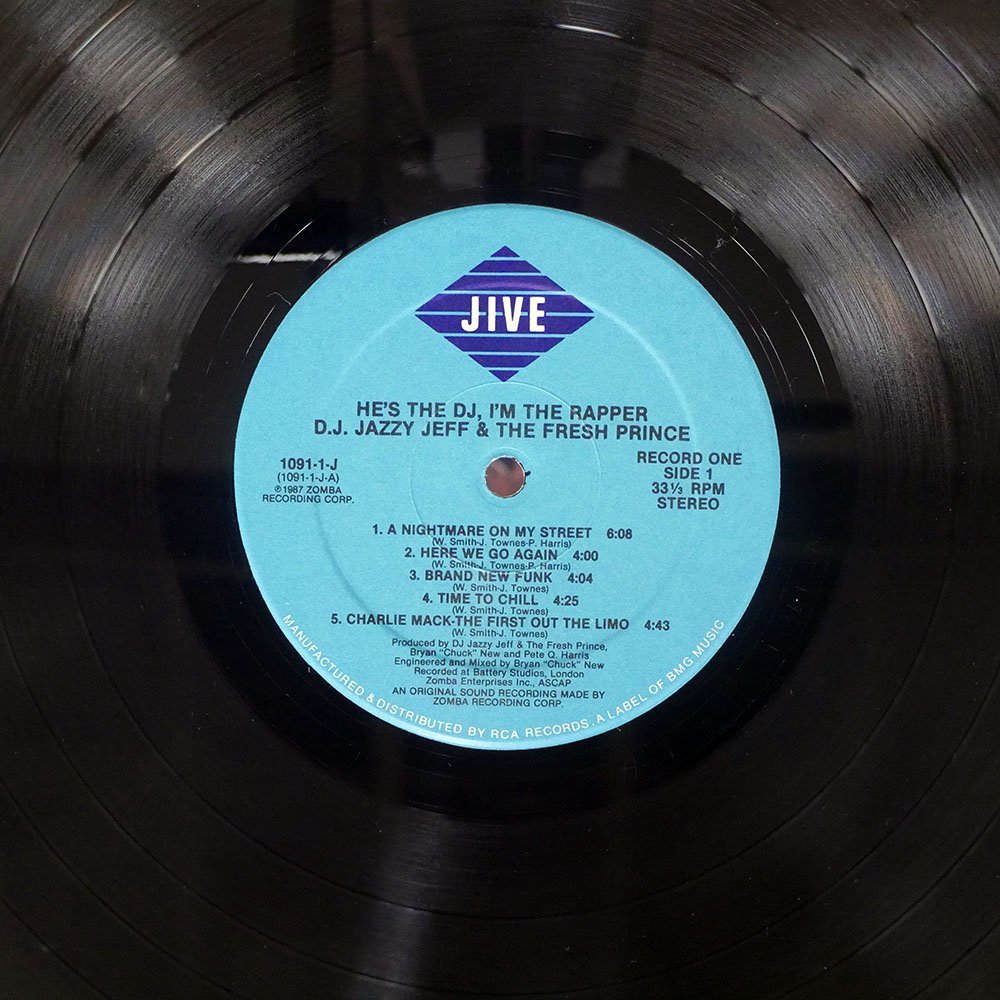 JIVE
HE'S THE DJ, I'M THE RAPPER
D.J. JAZZY JEFF & THE FRESH PRINCE
1091-1-J
(1091-1-J-A)
℗1987 ZOMBA
RECORDING CORP.
RECORD ONE
SIDE 1
33⅓ RPM
STEREO
1. A NIGHTMARE ON MY STREET 6:08
(W. Smith-J. Townes-P. Harris)
2. HERE WE GO AGAIN 4:00
(W. Smith-J. Townes-P. Harris)
3. BRAND NEW FUNK 4:04
(W. Smith-J. Townes)
4. TIME TO CHILL 4:25
(W. Smith-J. Townes)
5. CHARLIE MACK-THE FIRST OUT THE LIMO 4:43
(W. Smith-J. Townes)
Produced by DJ Jazzy Jeff & The Fresh Prince,
Bryan "Chuck" New and Pete Q. Harris
Engineered and Mixed by Bryan "Chuck" New
Recorded at Battery Studios, London
Zomba Enterprises Inc., ASCAP
AN ORIGINAL SOUND RECORDING MADE BY
ZOMBA RECORDING CORP.
MANUFACTURED & DISTRIBUTED BY RCA RECORDS, A LABEL OF BMG MUSIC